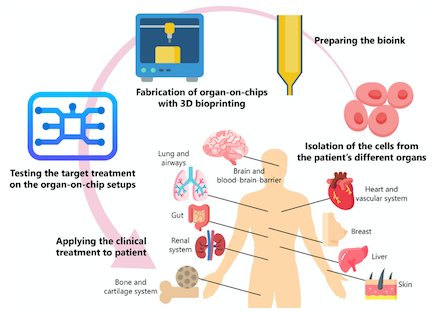 Preparing the bioink
Fabrication of organ-on-chips
with 3D bioprinting
Isolation of the cells from
the patient's different organs
Testing the target treatment
on the organ-on-chip setups
Applying the clinical
treatment to patient
Lung and
airways
Brain and
blood-brain-barrier
Heart and
vascular system
Gut
Breast
Renal
system
Liver
Bone and
cartilage system
Skin